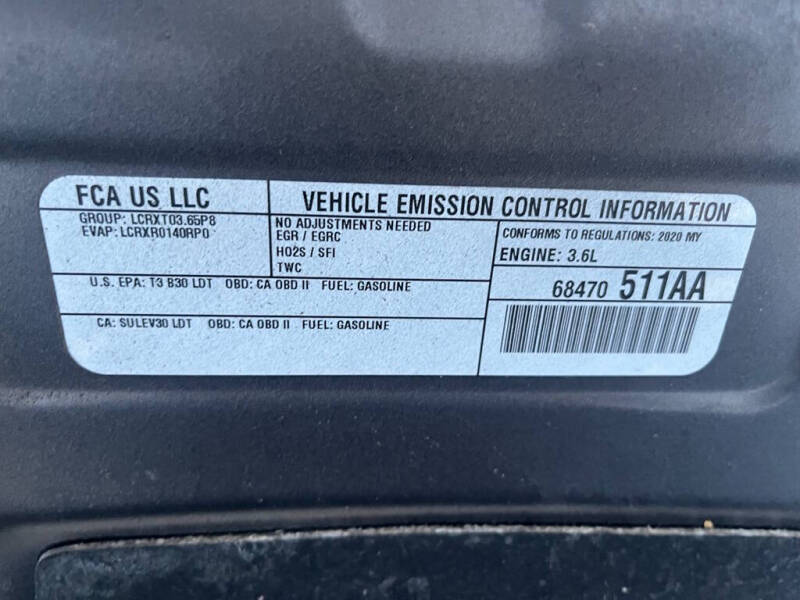 FCA US LLC
GROUP: LCRXT03.65P8
EVAP: LCRXR0140RP0
VEHICLE EMISSION CONTROL INFORMATION
NO ADJUSTMENTS NEEDED
EGR / EGRC
HO2S / SFI
TWC
CONFORMS TO REGULATIONS: 2020 MY
ENGINE: 3.6L
U.S. EPA: T3 B30 LDT OBD: CA OBD II FUEL: GASOLINE
CA: SULEV30 LDT OBD: CA OBD II FUEL: GASOLINE
68470 511AA